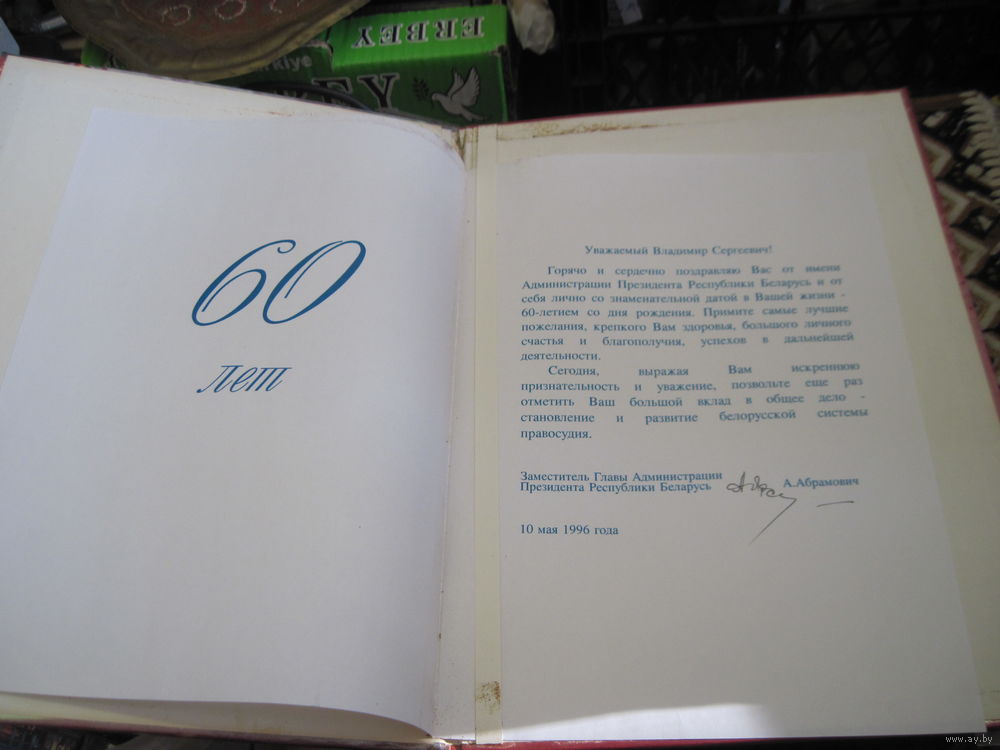 ERBEY
rkiye
EY
60
лет
Уважаемый Владимир Сергеевич!
Горячо и сердечно поздравляю Вас от имени
Администрации Президента Республики Беларусь и от
себя лично со знаменательной датой в Вашей жизни -
60-летием со дня рождения. Примите самые лучшие
пожелания, крепкого Вам здоровья, большого личного
счастья и благополучия, успехов в дальнейшей
деятельности.
Сегодня, выражая Вам искреннюю
признательность и уважение, позвольте еще раз
отметить Ваш большой вклад в общее дело -
становление и развитие белорусской системы
правосудия.
Заместитель Главы Администрации
Президента Республики Беларусь А.Абрамович
10 мая 1996 года
www.ay.by